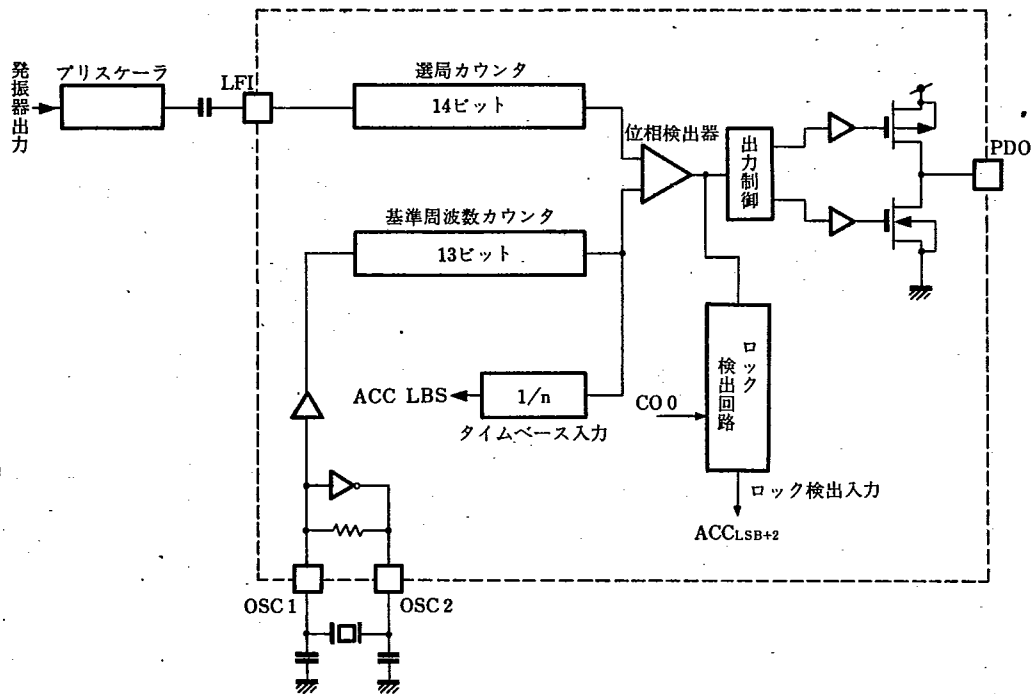 発振器出力
プリスケーラ
LFI
選局カウンタ
14ビット
位相検出器
出力制御
PDO
基準周波数カウンタ
13ビット
ACC LBS
1/n
タイムベース入力
CO 0
ロック検出回路
ロック検出入力
ACCLSB+2
OSC 1
OSC 2